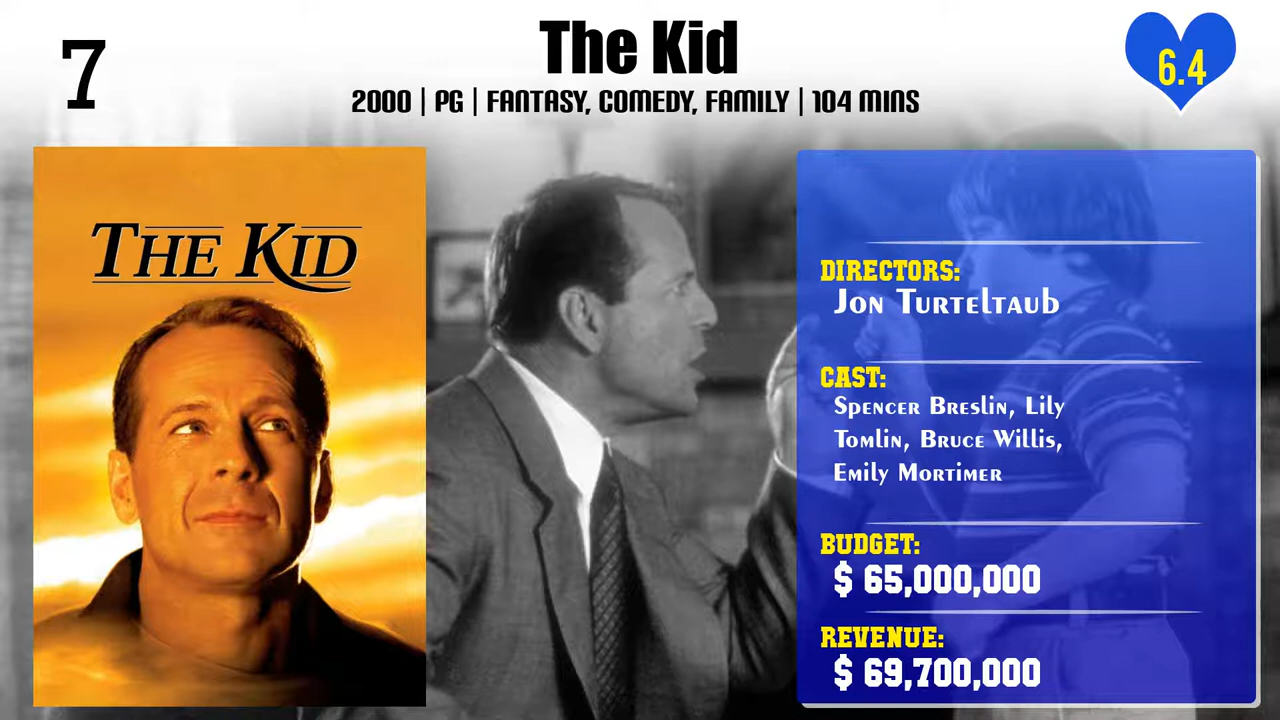 7
The Kid
2000 | PG | FANTASY, COMEDY, FAMILY | 104 MINS
6.4
THE KID
DIRECTORS:
Jon Turteltaub
CAST:
Spencer Breslin, Lily
Tomlin, Bruce Willis,
Emily Mortimer
BUDGET:
$ 65,000,000
REVENUE:
$ 69,700,000